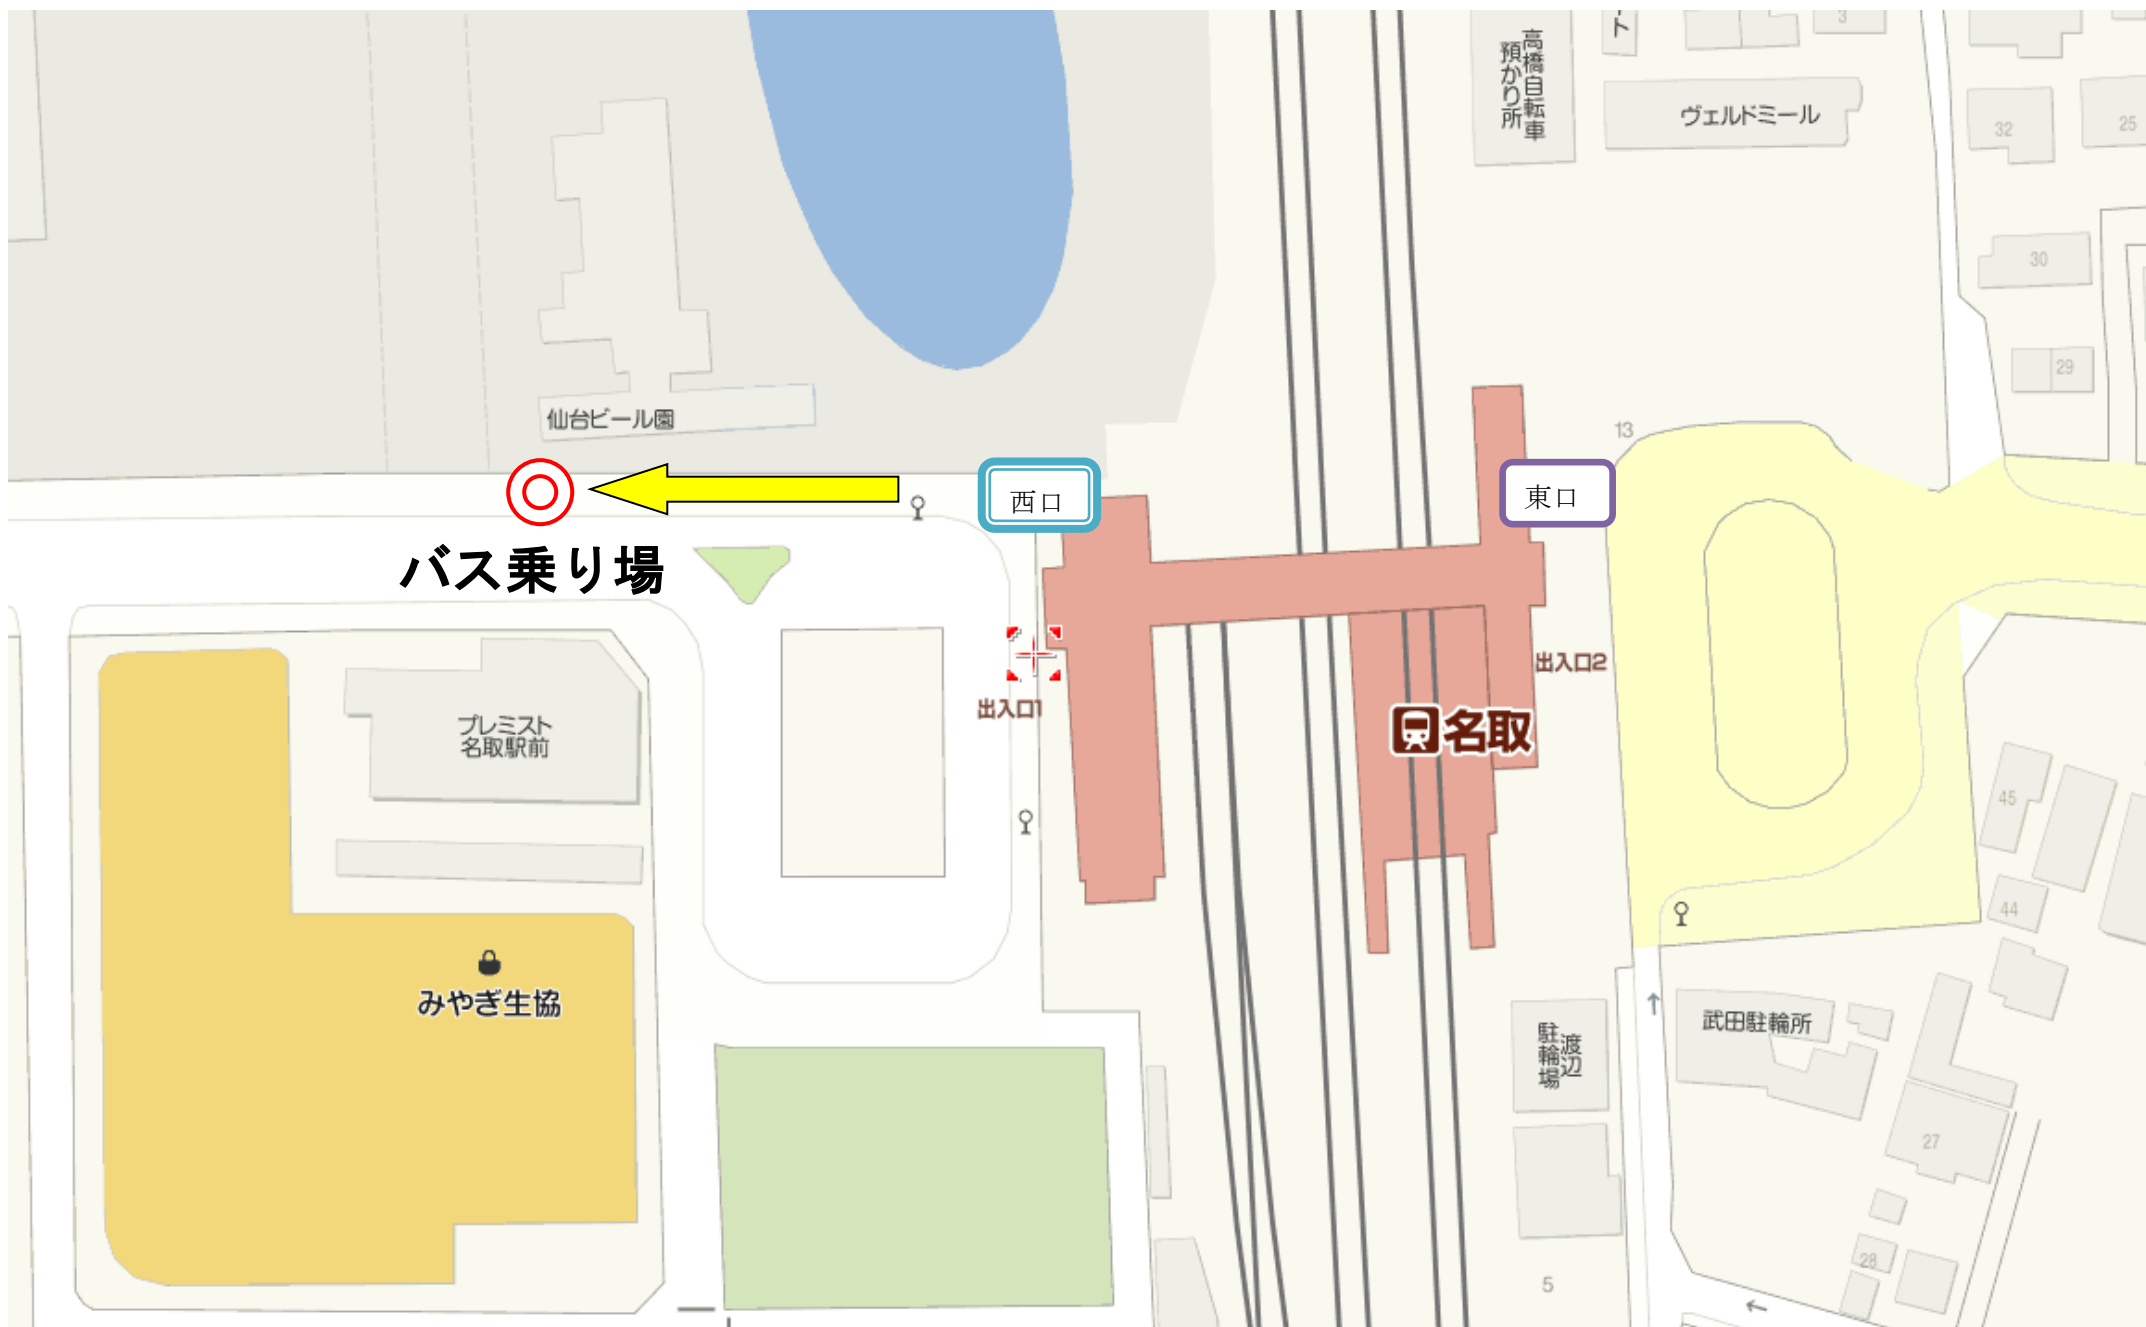 3
高橋自転車
預かり所
ヴェルドミール
32
25
30
29
仙台ビール園
13
西口
東口
バス乗り場
出入口2
出入口1
プレミスト
名取駅前
名取
45
44
みやぎ生協
武田駐輪所
渡辺
駐輪場
27
28
5